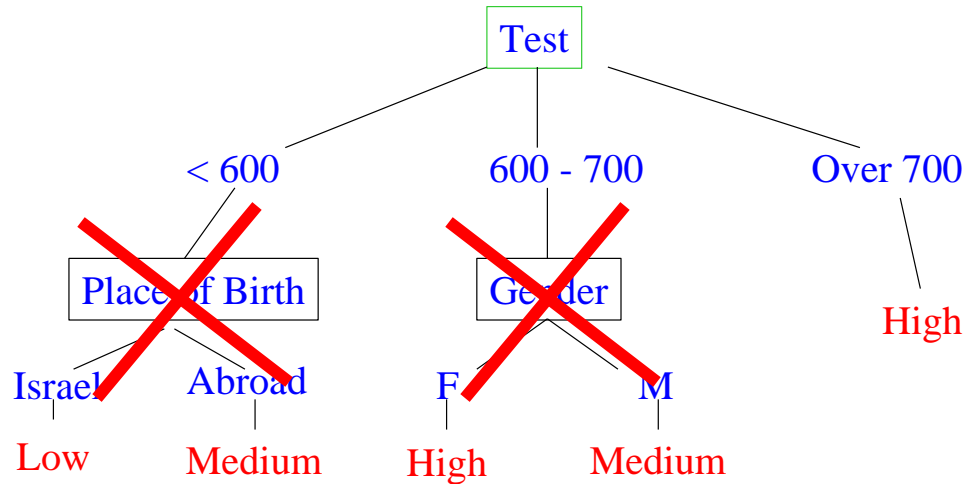 Test
< 600
600 - 700
Over 700
Place of Birth
Gender
High
Israel
Abroad
F
M
Low
Medium
High
Medium